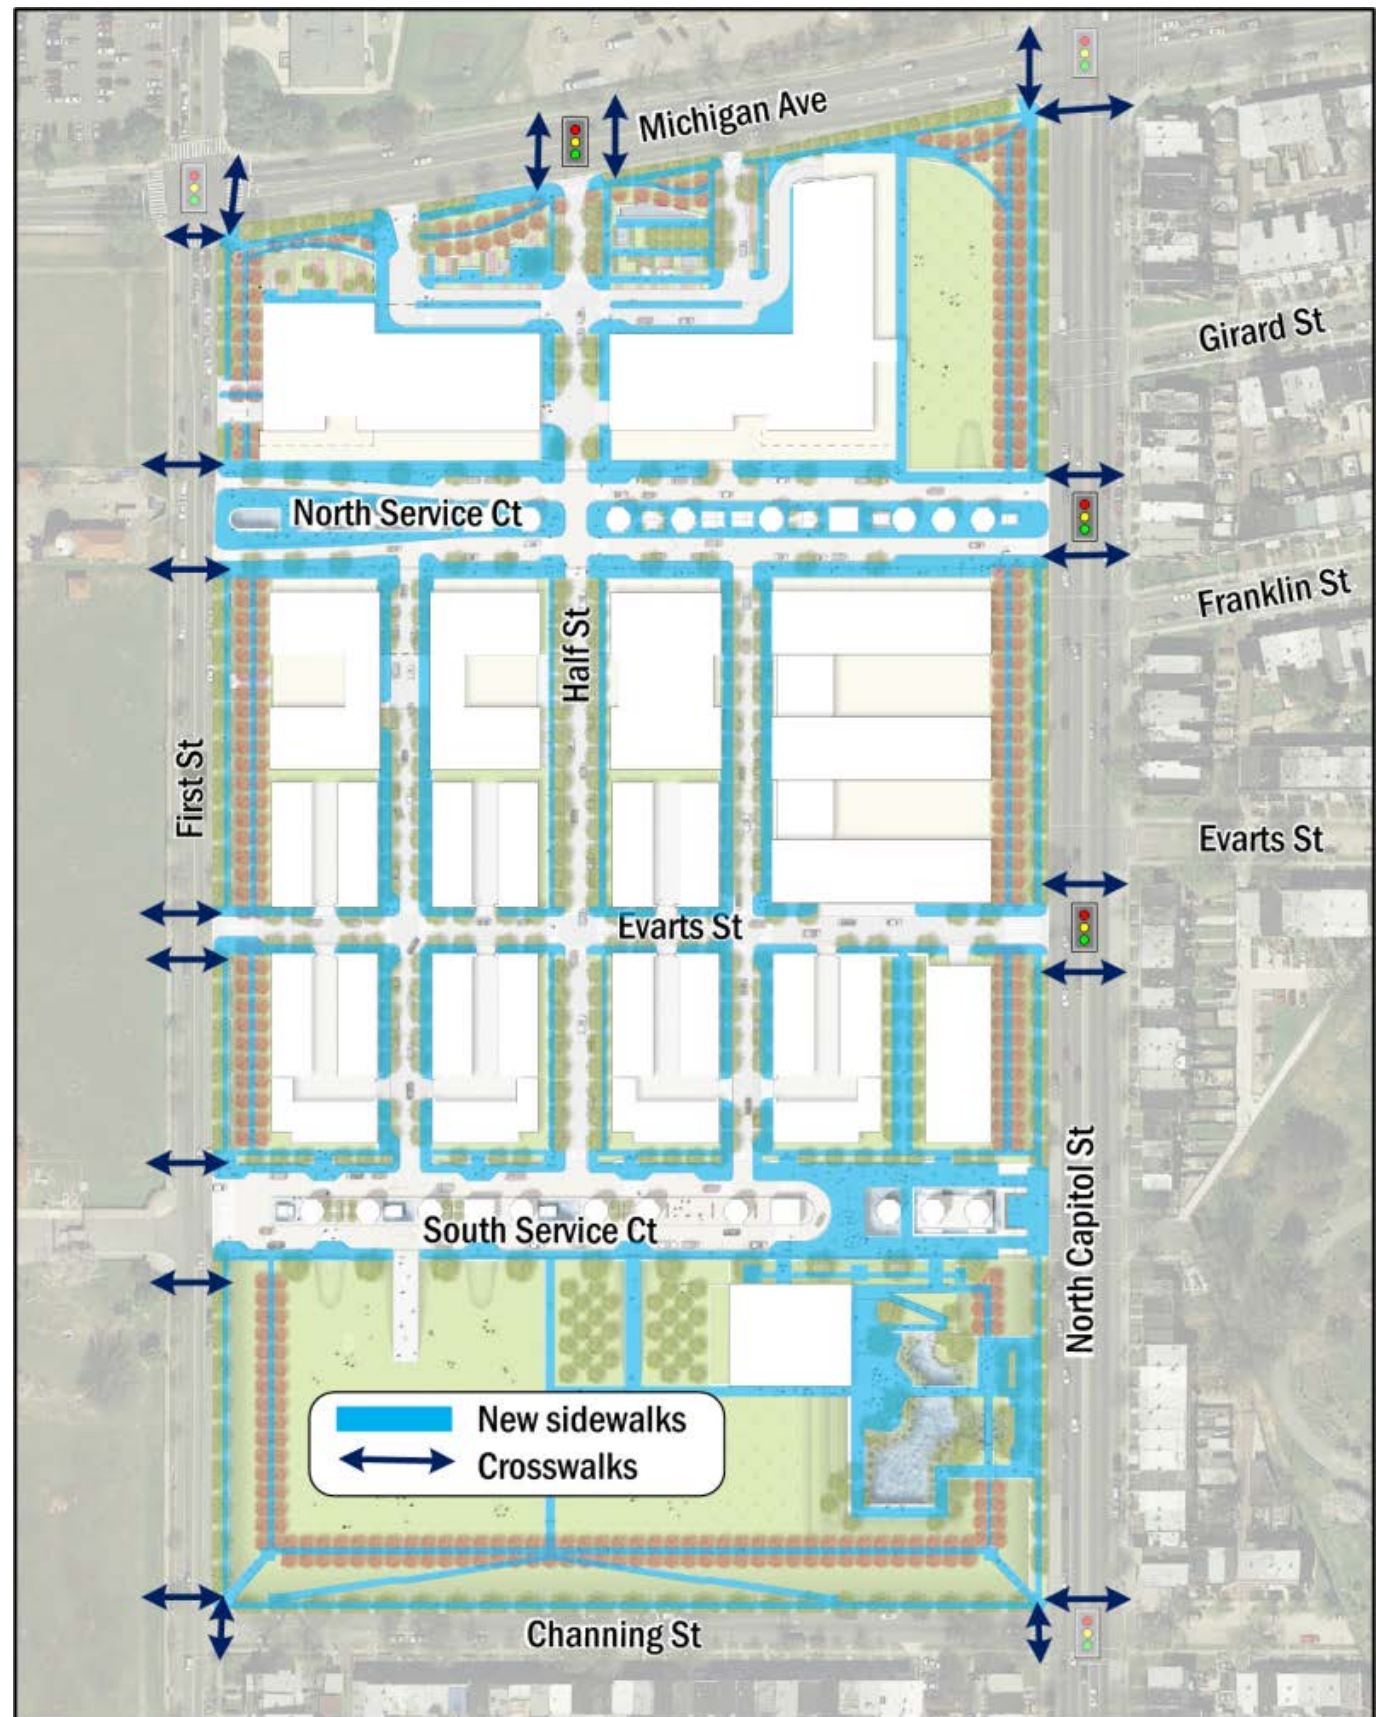 Michigan Ave
Girard St
North Service Ct
Franklin St
Half St
First St
Evarts St
Evarts St
North Capitol St
South Service Ct
New sidewalks
Crosswalks
Channing St